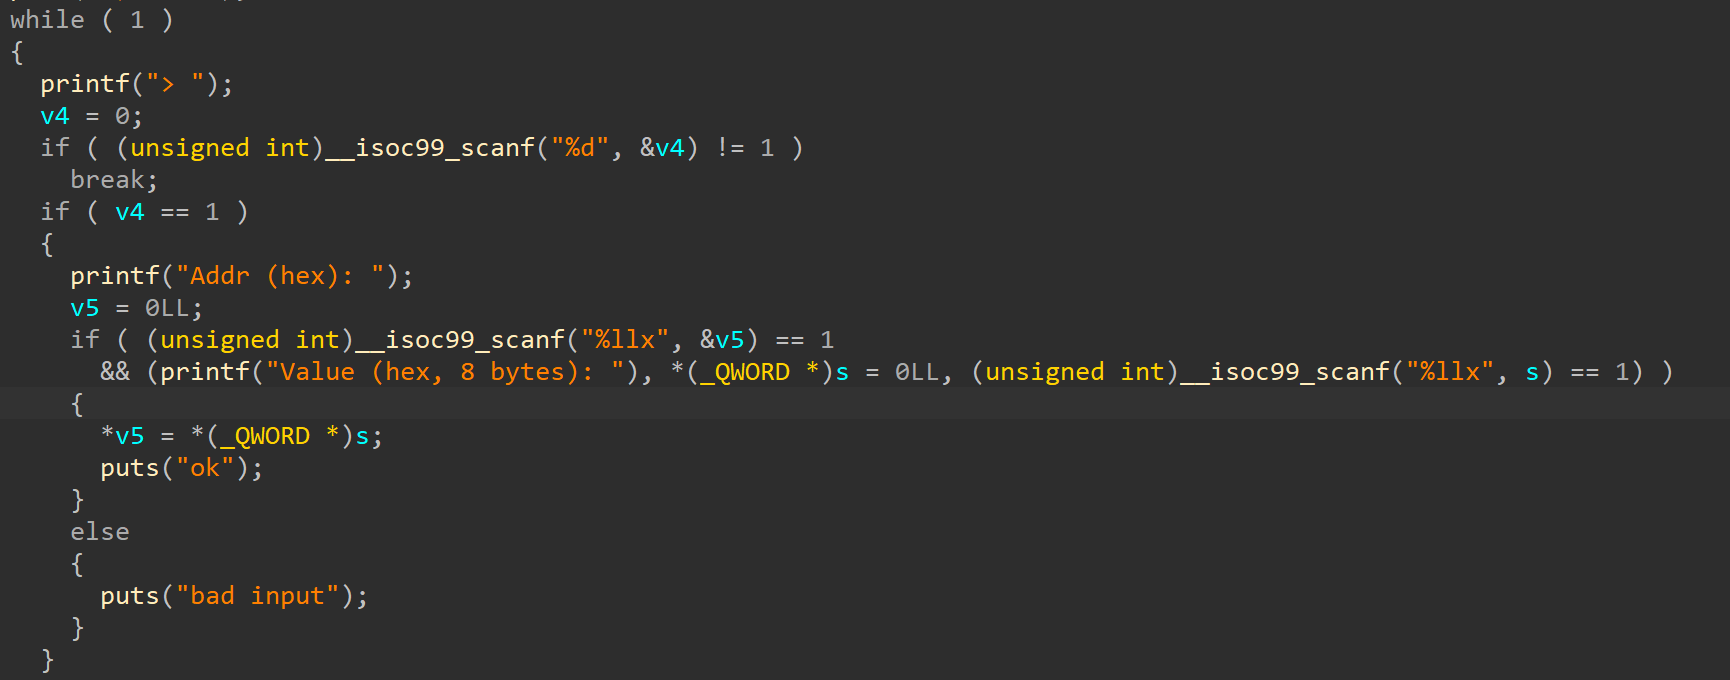 while ( 1 )
{
  printf("> ");
  v4 = 0;
  if ( (unsigned int)__isoc99_scanf("%d", &v4) != 1 )
    break;
  if ( v4 == 1 )
  {
    printf("Addr (hex): ");
    v5 = 0LL;
    if ( (unsigned int)__isoc99_scanf("%llx", &v5) == 1
      && (printf("Value (hex, 8 bytes): "), *(_QWORD *)s = 0LL, (unsigned int)__isoc99_scanf("%llx", s) == 1) )
    {
      *v5 = *(_QWORD *)s;
      puts("ok");
    }
    else
    {
      puts("bad input");
    }
  }